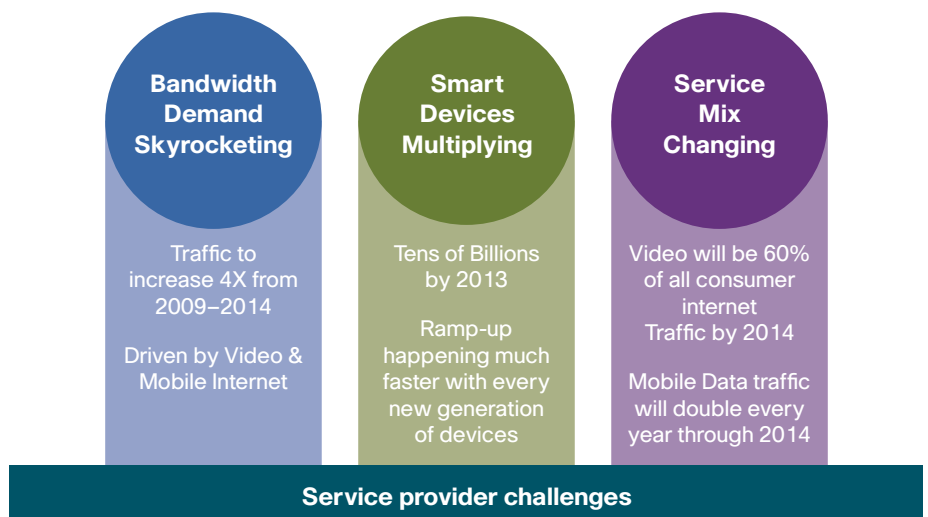 Bandwidth
Demand
Skyrocketing
Traffic to
increase 4X from
2009–2014
Driven by Video &
Mobile Internet
Smart
Devices
Multiplying
Tens of Billions
by 2013
Ramp-up
happening much
faster with every
new generation
of devices
Service
Mix
Changing
Video will be 60%
of all consumer
internet
Traffic by 2014
Mobile Data traffic
will double every
year through 2014
Service provider challenges